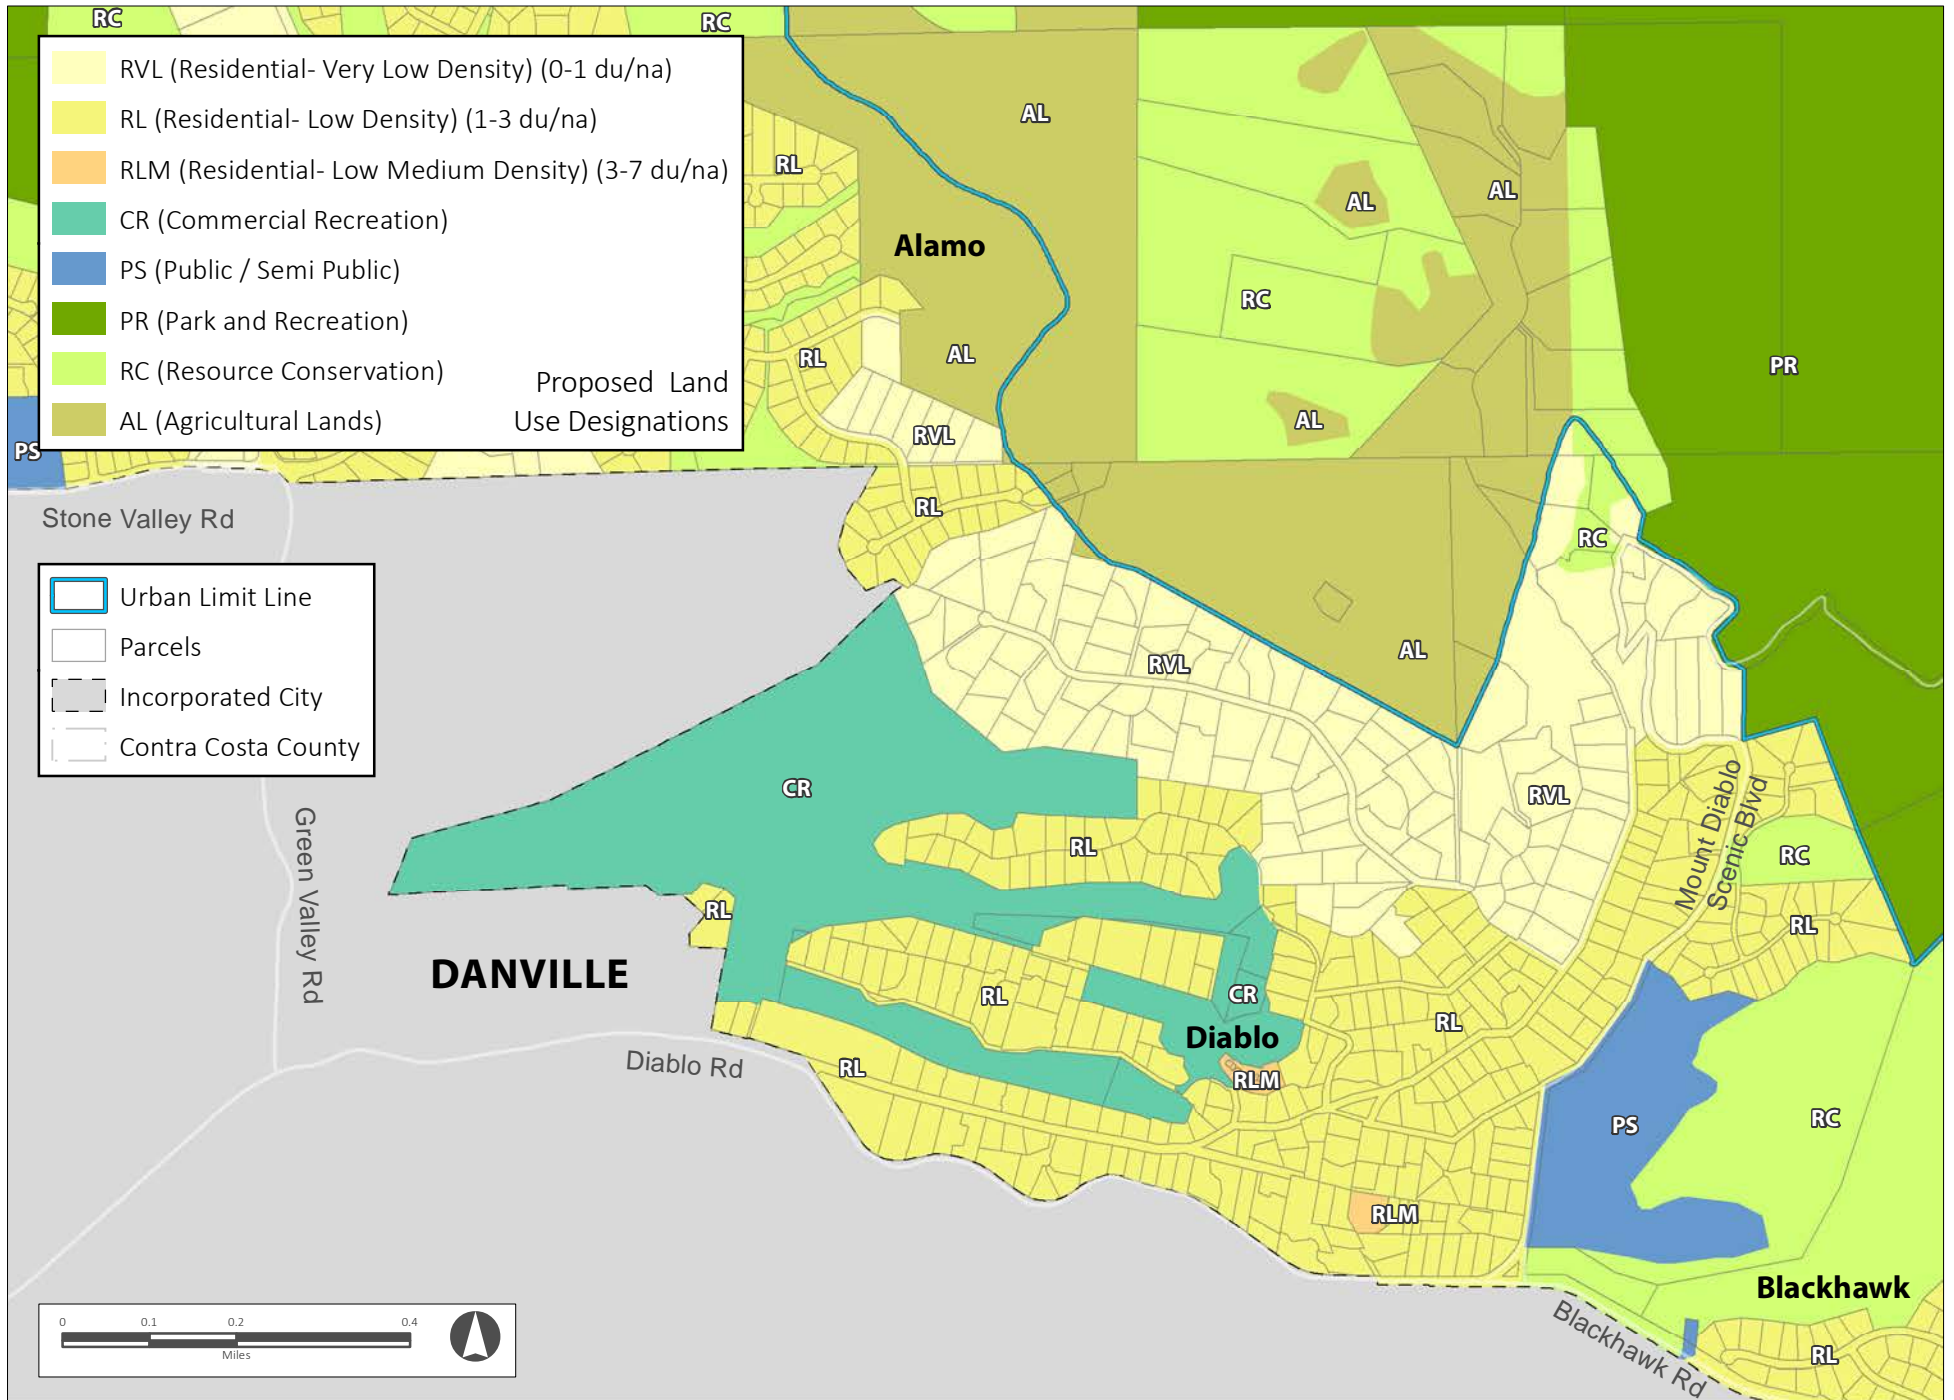 RC
RC
RVL (Residential- Very Low Density) (0-1 du/na)
RL (Residential- Low Density) (1-3 du/na)
RLM (Residential- Low Medium Density) (3-7 du/na)
CR (Commercial Recreation)
PS (Public / Semi Public)
PR (Park and Recreation)
RC (Resource Conservation)
AL (Agricultural Lands)
Proposed Land
Use Designations
AL
RL
AL
AL
Alamo
RC
AL
RL
PR
AL
RVL
PS
RL
Stone Valley Rd
RC
Urban Limit Line
Parcels
Incorporated City
Contra Costa County
AL
RVL
CR
RVL
Mount Diablo
Scenic Blvd
Green Valley Rd
RL
RC
RL
RL
DANVILLE
RL
CR
RL
Diablo
Diablo Rd
RL
RLM
PS
RC
RLM
Blackhawk
Blackhawk Rd
RL
0
0.1
0.2
0.4
Miles